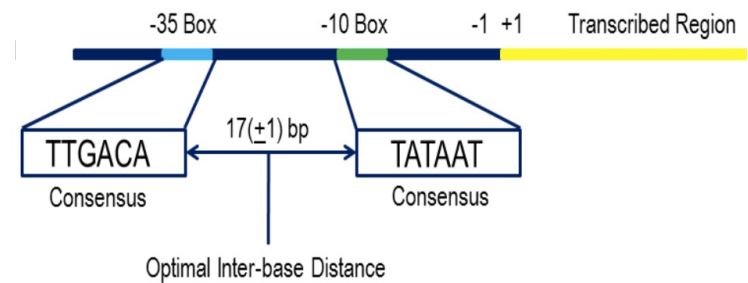 -35 Box -10 Box -1 +1 Transcribed Region
TTGACA 17(±1) bp TATAAT
Consensus Consensus
Optimal Inter-base Distance